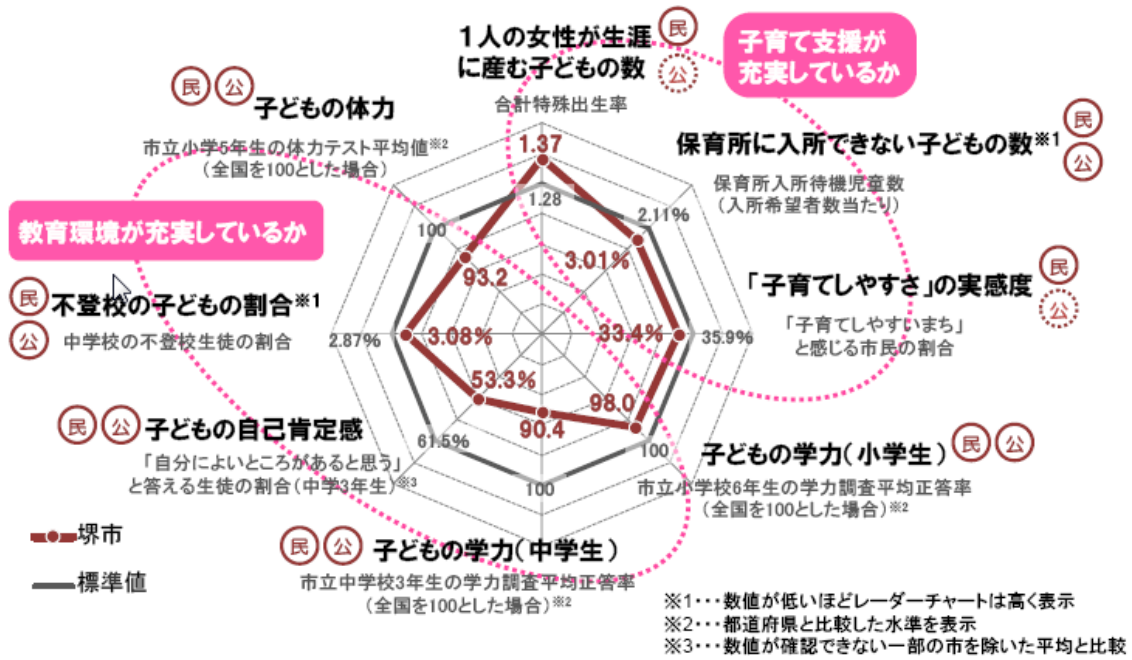 1人の女性が生涯
に産む子どもの数
民
公
合計特殊出生率
子育て支援が
充実しているか
民 公
子どもの体力
市立小学5年生の体力テスト平均値※2
（全国を100とした場合）
保育所に入所できない子どもの数※1
民
公
保育所入所待機児童数
（入所希望者数当たり）
教育環境が充実しているか
1.37
1.28
2.11%
3.01%
100
93.2
「子育てしやすさ」の実感度
民
公
「子育てしやすいまち」
と感じる市民の割合
33.4%
35.9%
民
公
不登校の子どもの割合※1
中学校の不登校生徒の割合
2.87%
3.08%
53.3%
61.5%
98.0
100
90.4
100
民 公
子どもの自己肯定感
「自分によいところがあると思う」
と答える生徒の割合（中学3年生）※3
子どもの学力（小学生）
民 公
市立小学校6年生の学力調査平均正答率
（全国を100とした場合）※2
民 公
子どもの学力（中学生）
市立中学校3年生の学力調査平均正答率
（全国を100とした場合）※2
堺市
標準値
※1・・・数値が低いほどレーダーチャートは高く表示
※2・・・都道府県と比較した水準を表示
※3・・・数値が確認できない一部の市を除いた平均と比較